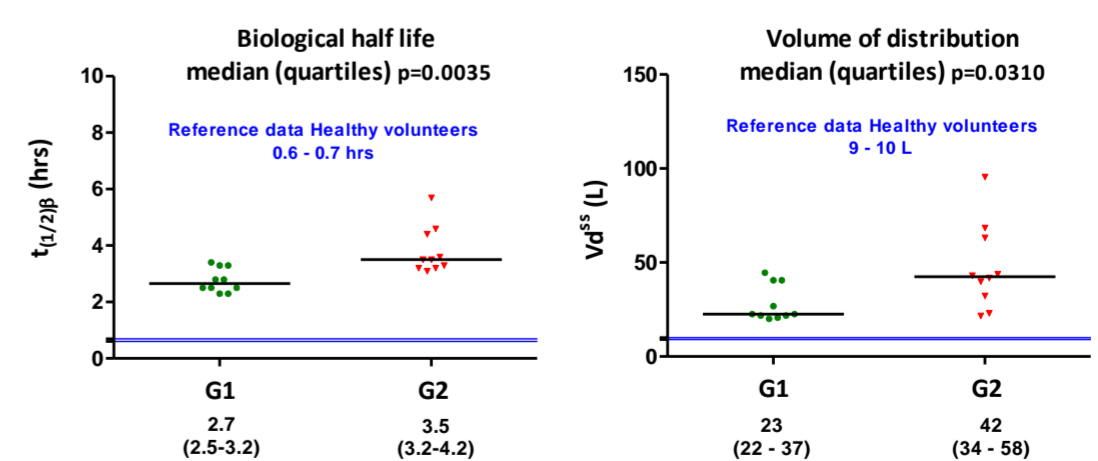 Biological half life
median (quartiles) p=0.0035
10
8
6
4
2
0
t(1/2)β (hrs)
Reference data Healthy volunteers
0.6 - 0.7 hrs
G1
G2
2.7
(2.5-3.2)
3.5
(3.2-4.2)
Volume of distribution
median (quartiles) p=0.0310
150
100
50
0
Vdss (L)
Reference data Healthy volunteers
9 - 10 L
G1
G2
23
(22 - 37)
42
(34 - 58)